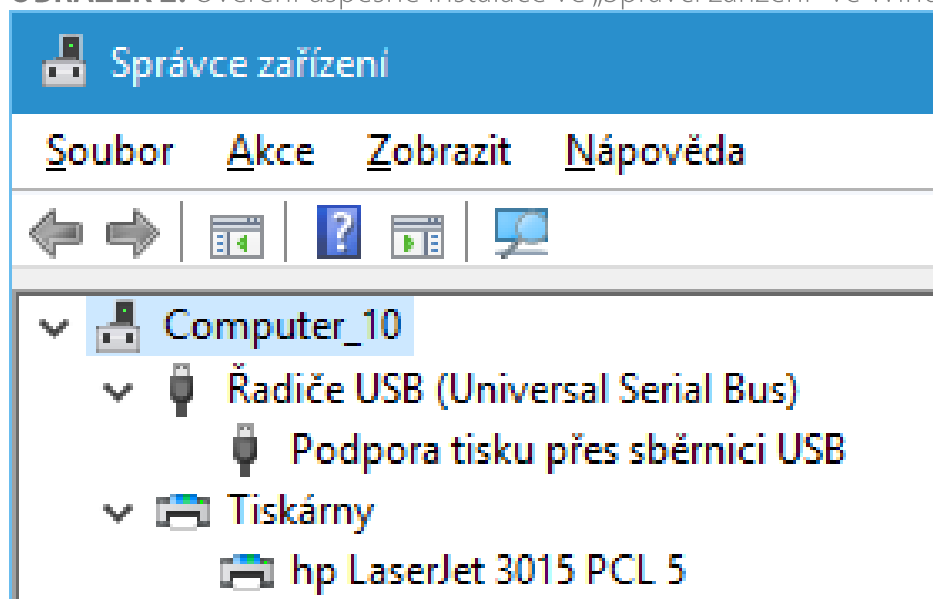 Správce zařízení
Soubor Akce Zobrazit Nápověda
Computer_10
Řadiče USB (Universal Serial Bus)
Podpora tisku přes sběrnici USB
Tiskárny
hp LaserJet 3015 PCL 5